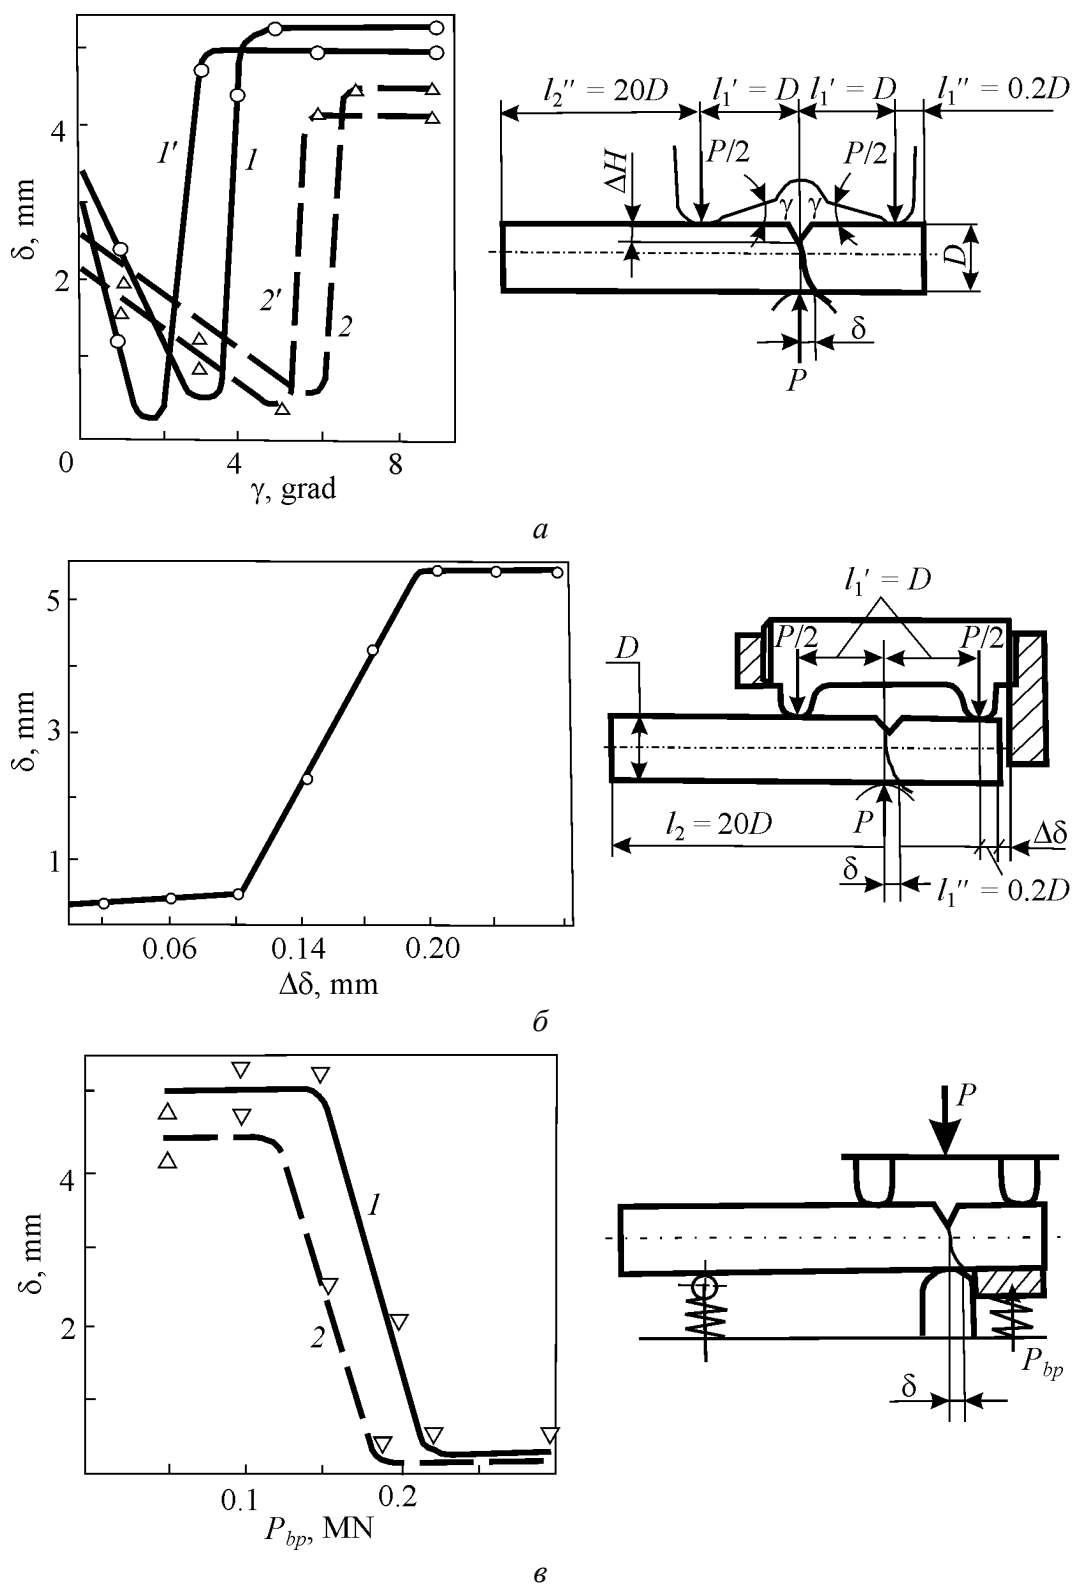 4
2
0
4
8
δ, mm
γ, grad
1′
1
2′
2
l₂″ = 20D
l₁′ = D
l₁′ = D
l₁″ = 0.2D
P/2
P/2
ΔH
γ
γ
D
δ
P
а
5
3
1
δ, mm
0.06
0.14
0.20
Δδ, mm
l₁′ = D
P/2
P/2
D
P
l₂ = 20D
Δδ
δ
l₁″ = 0.2D
б
4
2
δ, mm
1
2
0.1
0.2
P_bp, MN
P
P_bp
δ
в